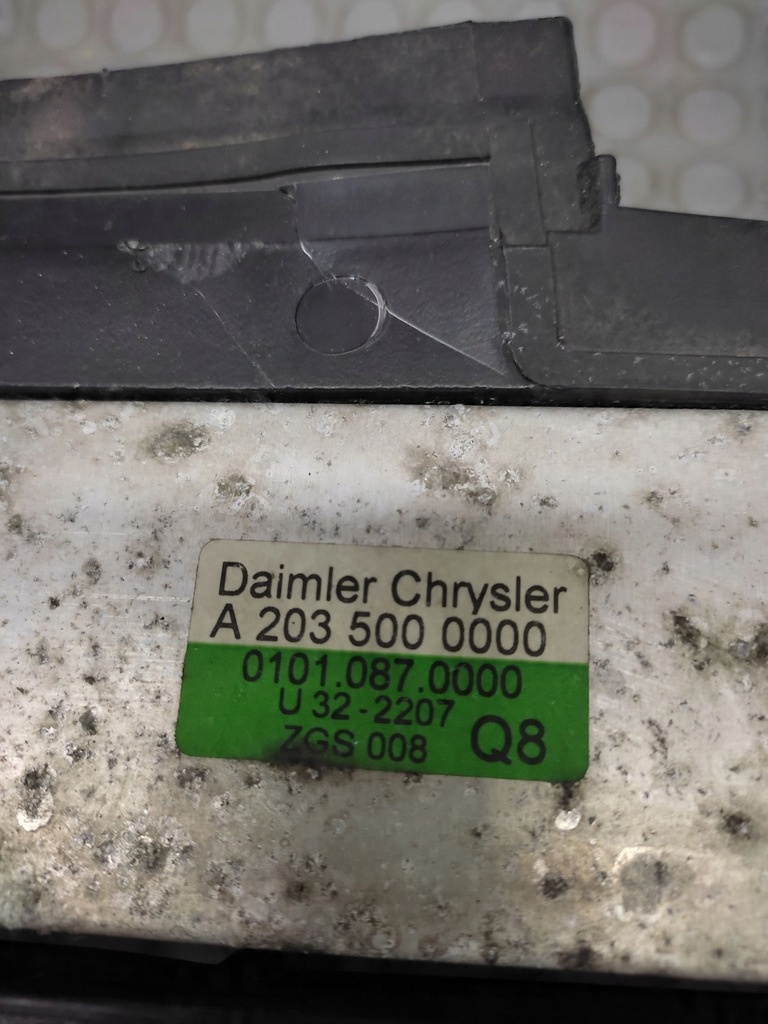 Daimler Chrysler
A 203 500 0000
0101.087.0000
U 32-2207
ZGS 008 Q8